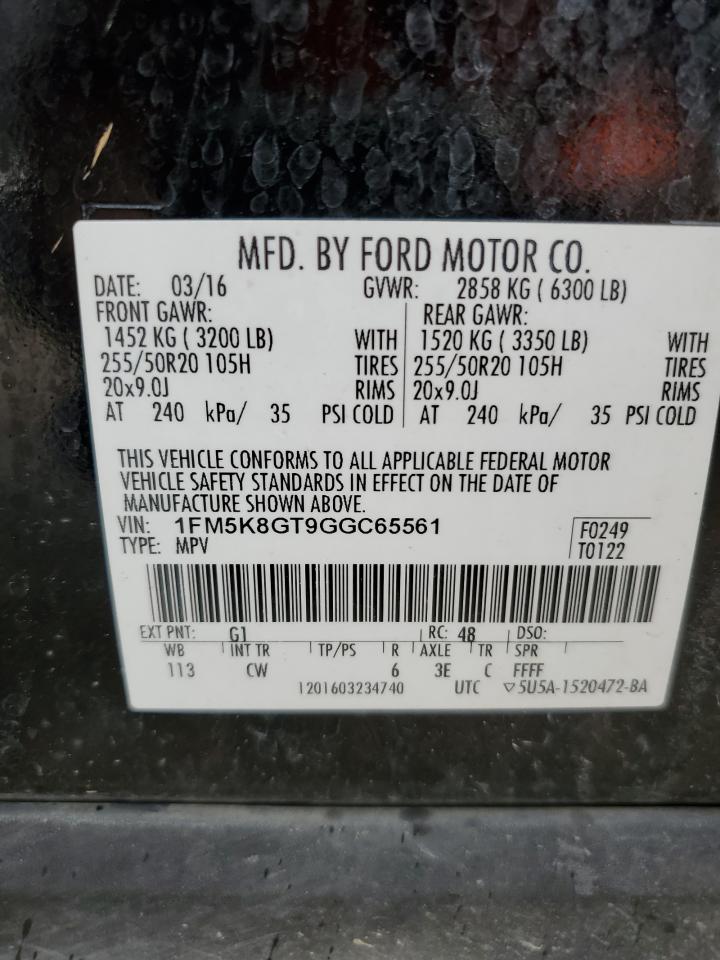 MFD. BY FORD MOTOR CO.
DATE: 03/16 GVWR: 2858 KG ( 6300 LB)
FRONT GAWR: REAR GAWR:
1452 KG ( 3200 LB) WITH 1520 KG ( 3350 LB) WITH
255/50R20 105H TIRES 255/50R20 105H TIRES
20x9.0J RIMS 20x9.0J RIMS
AT 240 kPa/ 35 PSI COLD AT 240 kPa/ 35 PSI COLD
THIS VEHICLE CONFORMS TO ALL APPLICABLE FEDERAL MOTOR
VEHICLE SAFETY STANDARDS IN EFFECT ON THE DATE OF
MANUFACTURE SHOWN ABOVE.
VIN: 1FM5K8GT9GGC65561 F0249
TYPE: MPV T0122
EXT PNT: G1 RC: 48 DSO:
WB INT TR TP/PS R AXLE TR SPR
113 CW 6 3E C FFFF
1201603234740 UTC ▽5U5A-1520472-BA